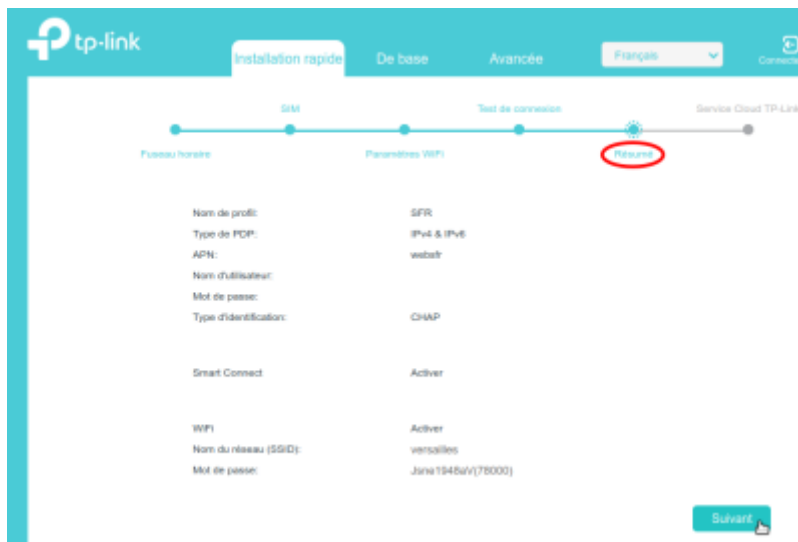 tp-link
Installation rapide De base Avancée Français
SIM Test de connexion Service Cloud TP-Link
Fuseau horaire Paramètres WiFi Résumé
Nom de profil: SFR
Type de PDP: IPv4 & IPv6
APN: websfr
Nom d'utilisateur:
Mot de passe:
Type d'identification: CHAP
Smart Connect Activer
WiFi Activer
Nom du réseau (SSID): versailles
Mot de passe:
Suivant